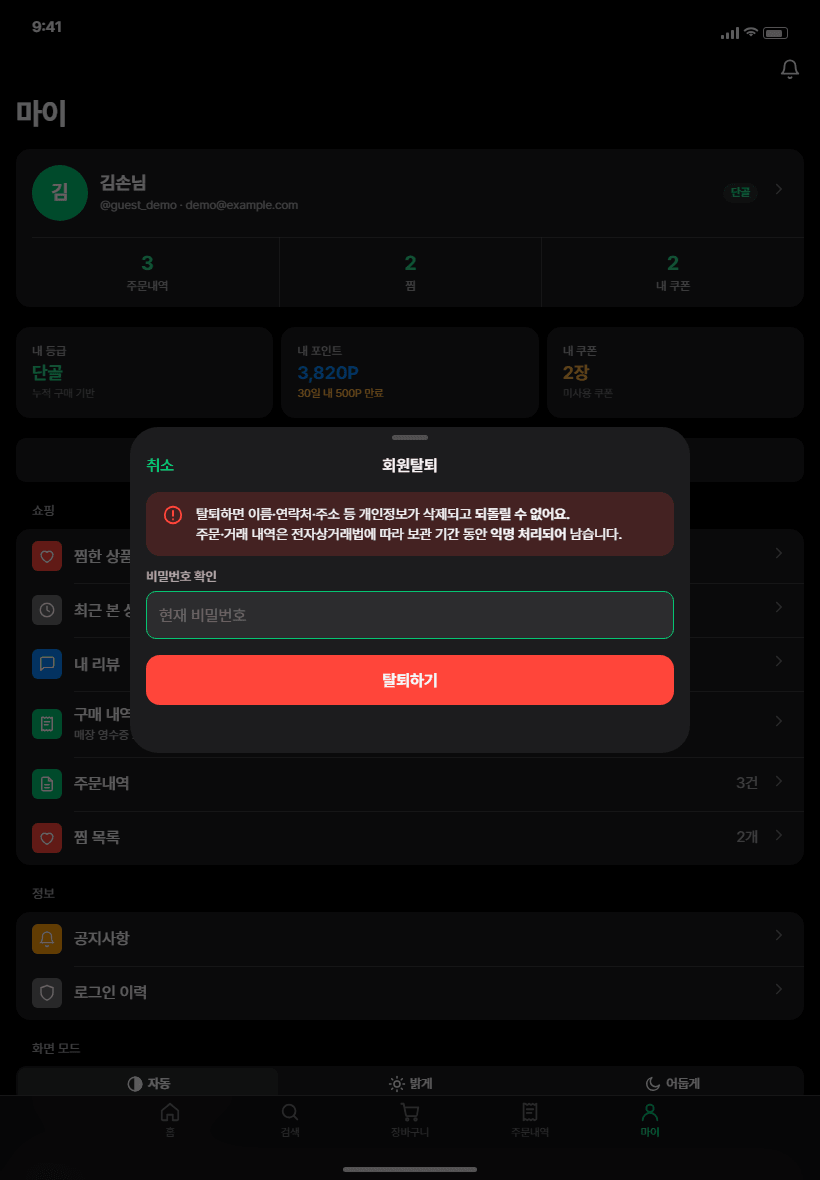 9:41
마이
김
김손님
@guest_demo · demo@example.com
단골
3
주문내역
2
찜
2
내 쿠폰
내 등급
단골
누적 구매 기반
내 포인트
3,820P
30일 내 500P 만료
내 쿠폰
2장
미사용 쿠폰
취소
회원탈퇴
탈퇴하면 이름·연락처·주소 등 개인정보가 삭제되고 되돌릴 수 없어요.
주문·거래 내역은 전자상거래법에 따라 보관 기간 동안 익명 처리되어 남습니다.
비밀번호 확인
현재 비밀번호
탈퇴하기
쇼핑
찜한 상품
최근 본
내 리뷰
구매 내역
매장 영수증
주문내역
3건
찜 목록
2개
정보
공지사항
로그인 이력
화면 모드
자동
밝게
어둡게
홈
검색
장바구니
주문내역
마이